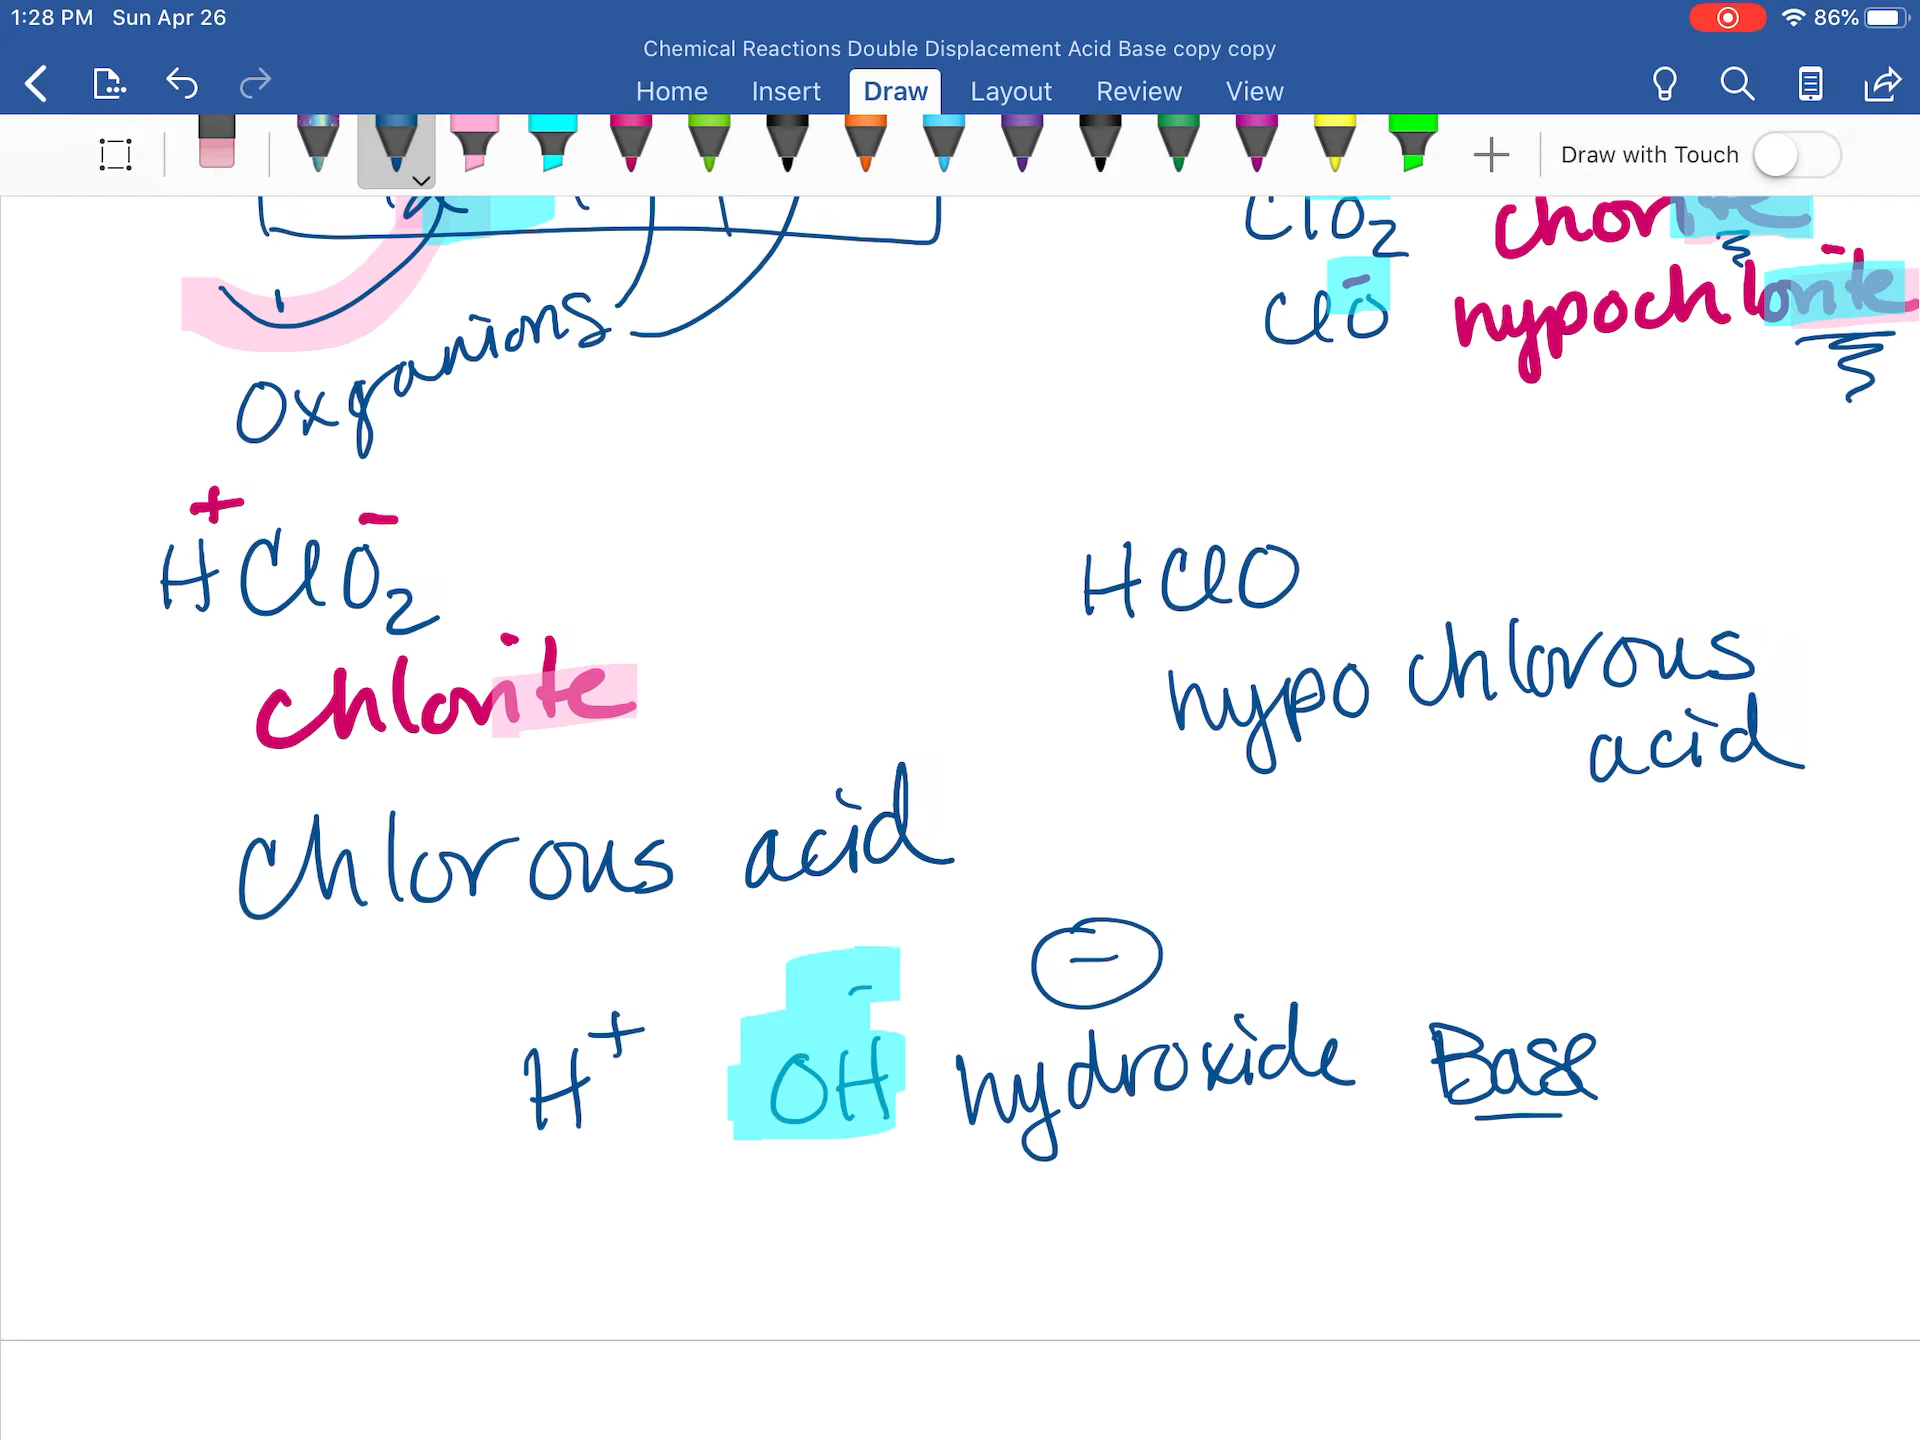 1:28 PM Sun Apr 26
86%
Chemical Reactions Double Displacement Acid Base copy copy
Home Insert Draw Layout Review View
Draw with Touch
ClO2 chorite
ClO- hypochlorite
Oxyanions
+ -
HClO2
HClO
chlorite
hypo chlorous
acid
chlorous acid
H+ OH- hydroxide Base